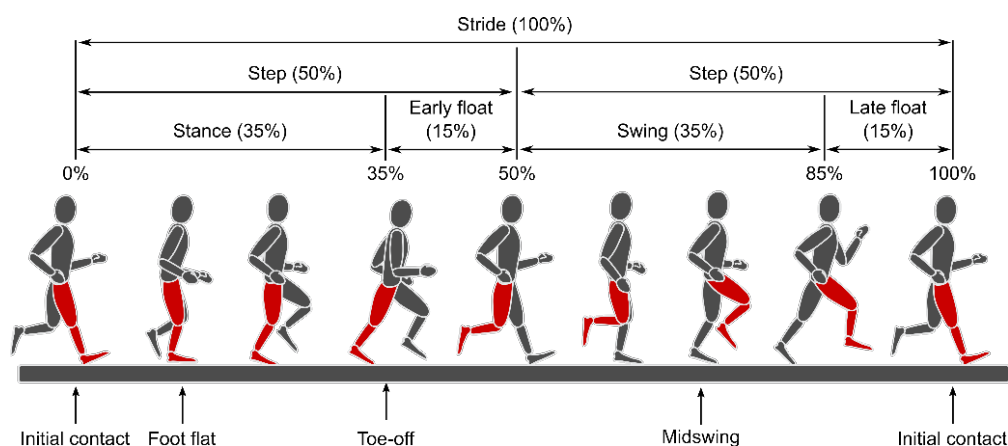 Stride (100%)
Step (50%)
Step (50%)
Stance (35%)
Early float
(15%)
Swing (35%)
Late float
(15%)
0%
35%
50%
85%
100%
Initial contact
Foot flat
Toe-off
Midswing
Initial contact